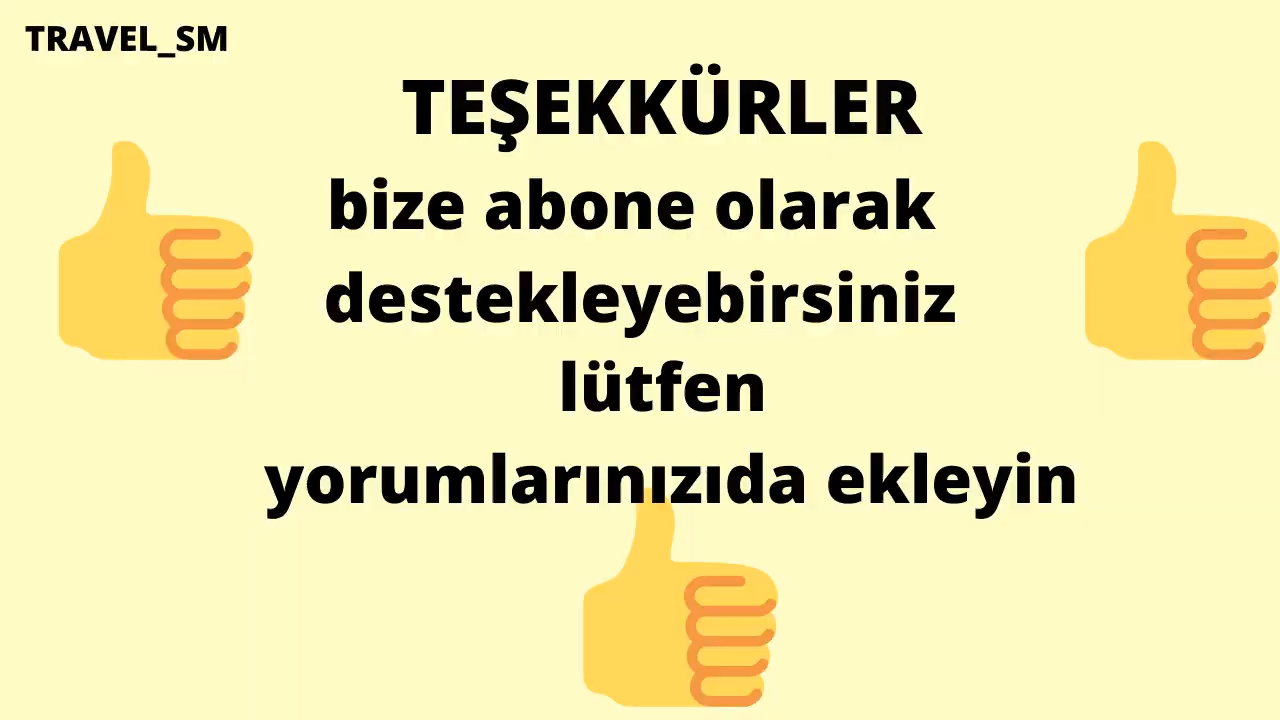 TRAVEL_SM
TEŞEKKÜRLER
bize abone olarak
destekleyebirsiniz
lütfen
yorumlarınızıda ekleyin